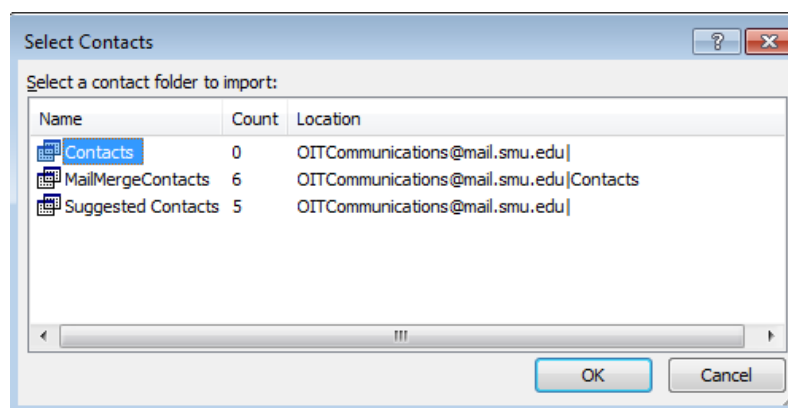 Select Contacts
Select a contact folder to import:
Name Count Location
Contacts 0 OITCommunications@mail.smu.edu|
MailMergeContacts 6 OITCommunications@mail.smu.edu|Contacts
Suggested Contacts 5 OITCommunications@mail.smu.edu|
OK Cancel